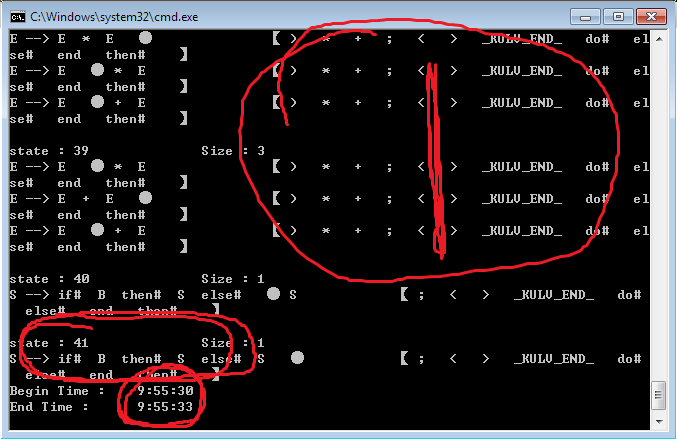 C:\Windows\system32\cmd.exe
E --> E * E ● 【 ) * + ; < > _KULV_END_ do# el
se# end then# 】
E --> E ● * E 【 ) * + ; < > _KULV_END_ do# el
se# end then# 】
E --> E ● + E 【 ) * + ; < > _KULV_END_ do# el
se# end then# 】
state : 39 Size : 3
E --> E ● * E 【 ) * + ; < > _KULV_END_ do# el
se# end then# 】
E --> E + E ● 【 ) * + ; < > _KULV_END_ do# el
se# end then# 】
E --> E ● + E 【 ) * + ; < > _KULV_END_ do# el
se# end then# 】
state : 40 Size : 1
S --> if# B then# S else# ● S 【 ; < > _KULV_END_ do#
else# end then# 】
state : 41 Size : 1
S --> if# B then# S else# S ● 【 ; < > _KULV_END_ do#
else# end then# 】
Begin Time : 9:55:30
End Time : 9:55:33